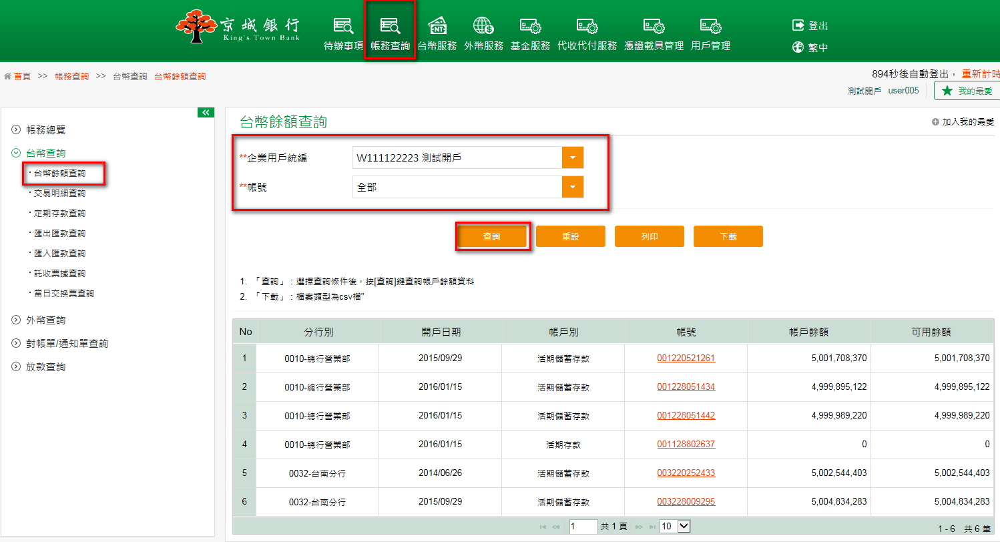 京城銀行
King's Town Bank
待辦事項 帳務查詢 台幣服務 外幣服務 基金服務 代收代付服務 憑證載具管理 用戶管理
登出
繁中
首頁 >> 帳務查詢 >> 台幣查詢 台幣餘額查詢
894秒後自動登出， 重新計時
測試開戶 user005
我的最愛
帳務總覽
台幣查詢
台幣餘額查詢
交易明細查詢
定期存款查詢
匯出匯款查詢
匯入匯款查詢
託收票據查詢
當日交換票查詢
外幣查詢
對帳單/通知單查詢
放款查詢
台幣餘額查詢
加入我的最愛
**企業用戶統編 W111122223 測試開戶
**帳號 全部
查詢 重設 列印 下載
1. 「查詢」：選擇查詢條件後，按[查詢]鍵查詢帳戶餘額資料
2. 「下載」：檔案類型為csv檔"
No 分行別 開戶日期 帳戶別 帳號 帳戶餘額 可用餘額
1 0010-總行營業部 2015/09/29 活期儲蓄存款 001220521261 5,001,708,370 5,001,708,370
2 0010-總行營業部 2016/01/15 活期儲蓄存款 001228051434 4,999,895,122 4,999,895,122
3 0010-總行營業部 2016/01/15 活期儲蓄存款 001228051442 4,999,989,220 4,999,989,220
4 0010-總行營業部 2016/01/15 活期存款 001128802637 0 0
5 0032-台南分行 2014/06/26 活期儲蓄存款 003220252433 5,002,544,403 5,002,544,403
6 0032-台南分行 2015/09/29 活期儲蓄存款 003228009295 5,004,834,283 5,004,834,283
1 共 1 頁 10
1 - 6 共 6 筆